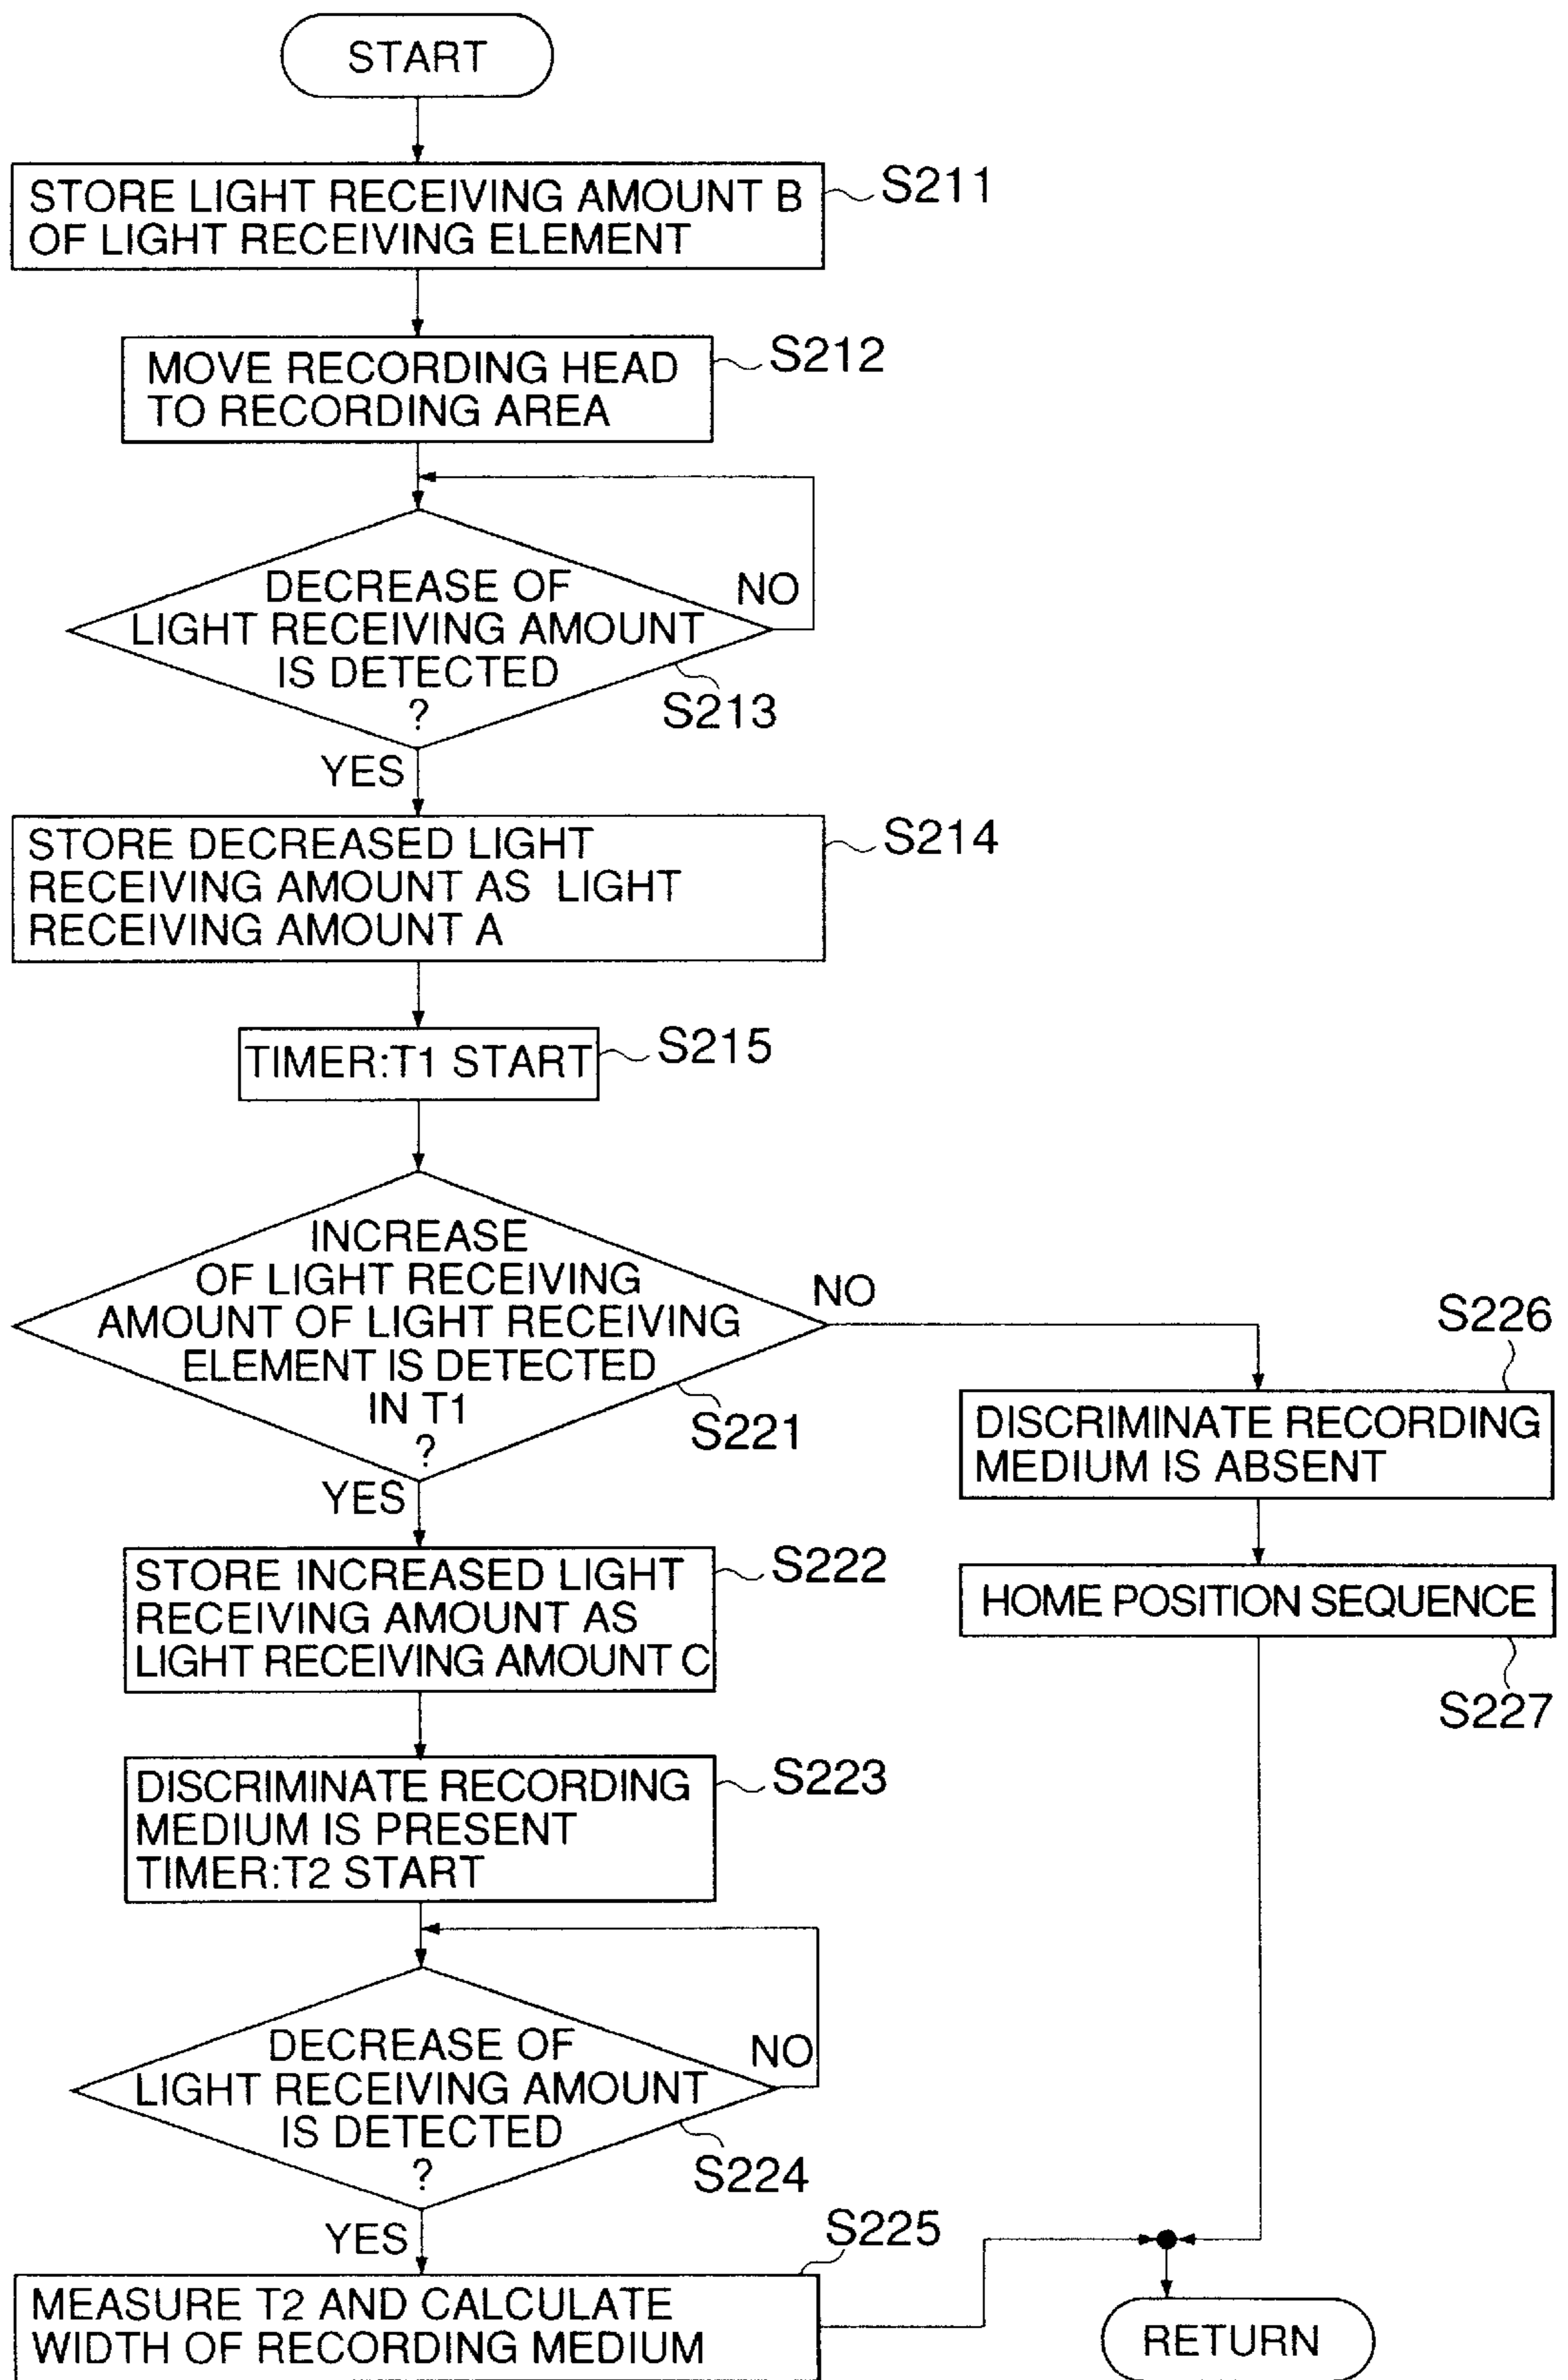 START
STORE LIGHT RECEIVING AMOUNT B
OF LIGHT RECEIVING ELEMENT
S211
MOVE RECORDING HEAD
TO RECORDING AREA
S212
DECREASE OF
LIGHT RECEIVING AMOUNT
IS DETECTED
?
NO
S213
YES
STORE DECREASED LIGHT
RECEIVING AMOUNT AS LIGHT
RECEIVING AMOUNT A
S214
TIMER:T1 START
S215
INCREASE
OF LIGHT RECEIVING
AMOUNT OF LIGHT RECEIVING
ELEMENT IS DETECTED
IN T1
?
NO
S221
YES
S226
DISCRIMINATE RECORDING
MEDIUM IS ABSENT
HOME POSITION SEQUENCE
S227
STORE INCREASED LIGHT
RECEIVING AMOUNT AS
LIGHT RECEIVING AMOUNT C
S222
DISCRIMINATE RECORDING
MEDIUM IS PRESENT
TIMER:T2 START
S223
DECREASE OF
LIGHT RECEIVING AMOUNT
IS DETECTED
?
NO
S224
YES
S225
MEASURE T2 AND CALCULATE
WIDTH OF RECORDING MEDIUM
RETURN